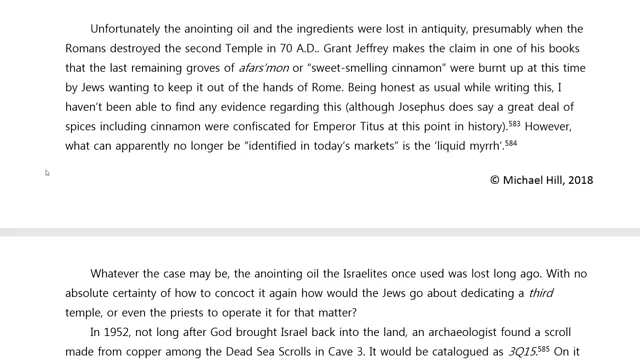 Unfortunately the anointing oil and the ingredients were lost in antiquity, presumably when the
Romans destroyed the second Temple in 70 A.D.. Grant Jeffrey makes the claim in one of his books
that the last remaining groves of afars'mon or "sweet-smelling cinnamon" were burnt up at this time
by Jews wanting to keep it out of the hands of Rome. Being honest as usual while writing this, I
haven't been able to find any evidence regarding this (although Josephus does say a great deal of
spices including cinnamon were confiscated for Emperor Titus at this point in history).583 However,
what can apparently no longer be "identified in today's markets" is the 'liquid myrrh'.584
© Michael Hill, 2018
Whatever the case may be, the anointing oil the Israelites once used was lost long ago. With no
absolute certainty of how to concoct it again how would the Jews go about dedicating a third
temple, or even the priests to operate it for that matter?
In 1952, not long after God brought Israel back into the land, an archaeologist found a scroll
made from copper among the Dead Sea Scrolls in Cave 3. It would be catalogued as 3Q15.585 On it